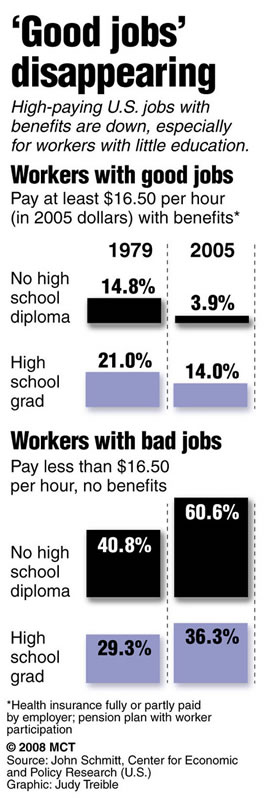 ‘Good jobs’
disappearing
High-paying U.S. jobs with
benefits are down, especially
for workers with little education.
Workers with good jobs
Pay at least $16.50 per hour
(in 2005 dollars) with benefits*
1979 2005
No high
school
diploma
14.8% 3.9%
High
school
grad
21.0% 14.0%
Workers with bad jobs
Pay less than $16.50
per hour, no benefits
No high
school
diploma
40.8% 60.6%
High
school
grad
29.3% 36.3%
*Health insurance fully or partly paid
by employer; pension plan with worker
participation
© 2008 MCT
Source: John Schmitt, Center for Economic
and Policy Research (U.S.)
Graphic: Judy Treible